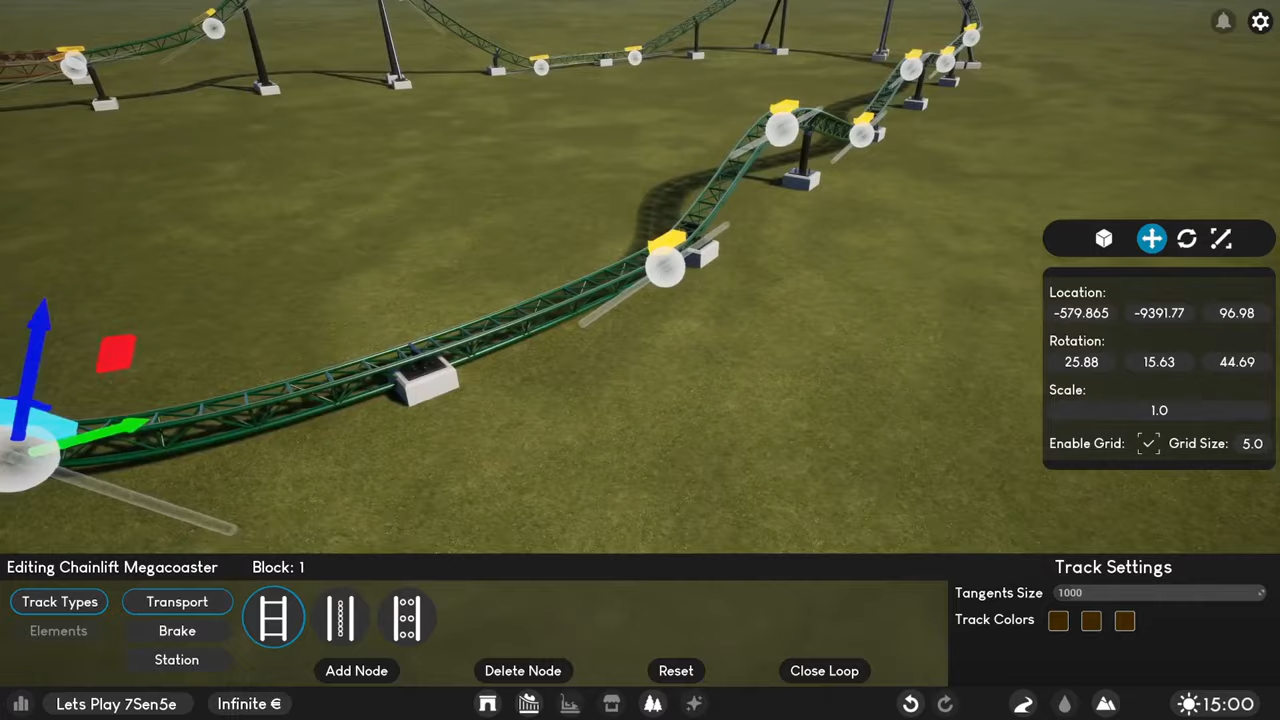 Location:
-579.865 -9391.77 96.98
Rotation:
25.88 15.63 44.69
Scale:
1.0
Enable Grid: Grid Size: 5.0
Editing Chainlift Megacoaster Block: 1
Track Settings
Track Types Transport
Elements Brake
Station
Tangents Size 1000
Track Colors
Add Node Delete Node Reset Close Loop
Lets Play 7Sen5e Infinite € 15:00